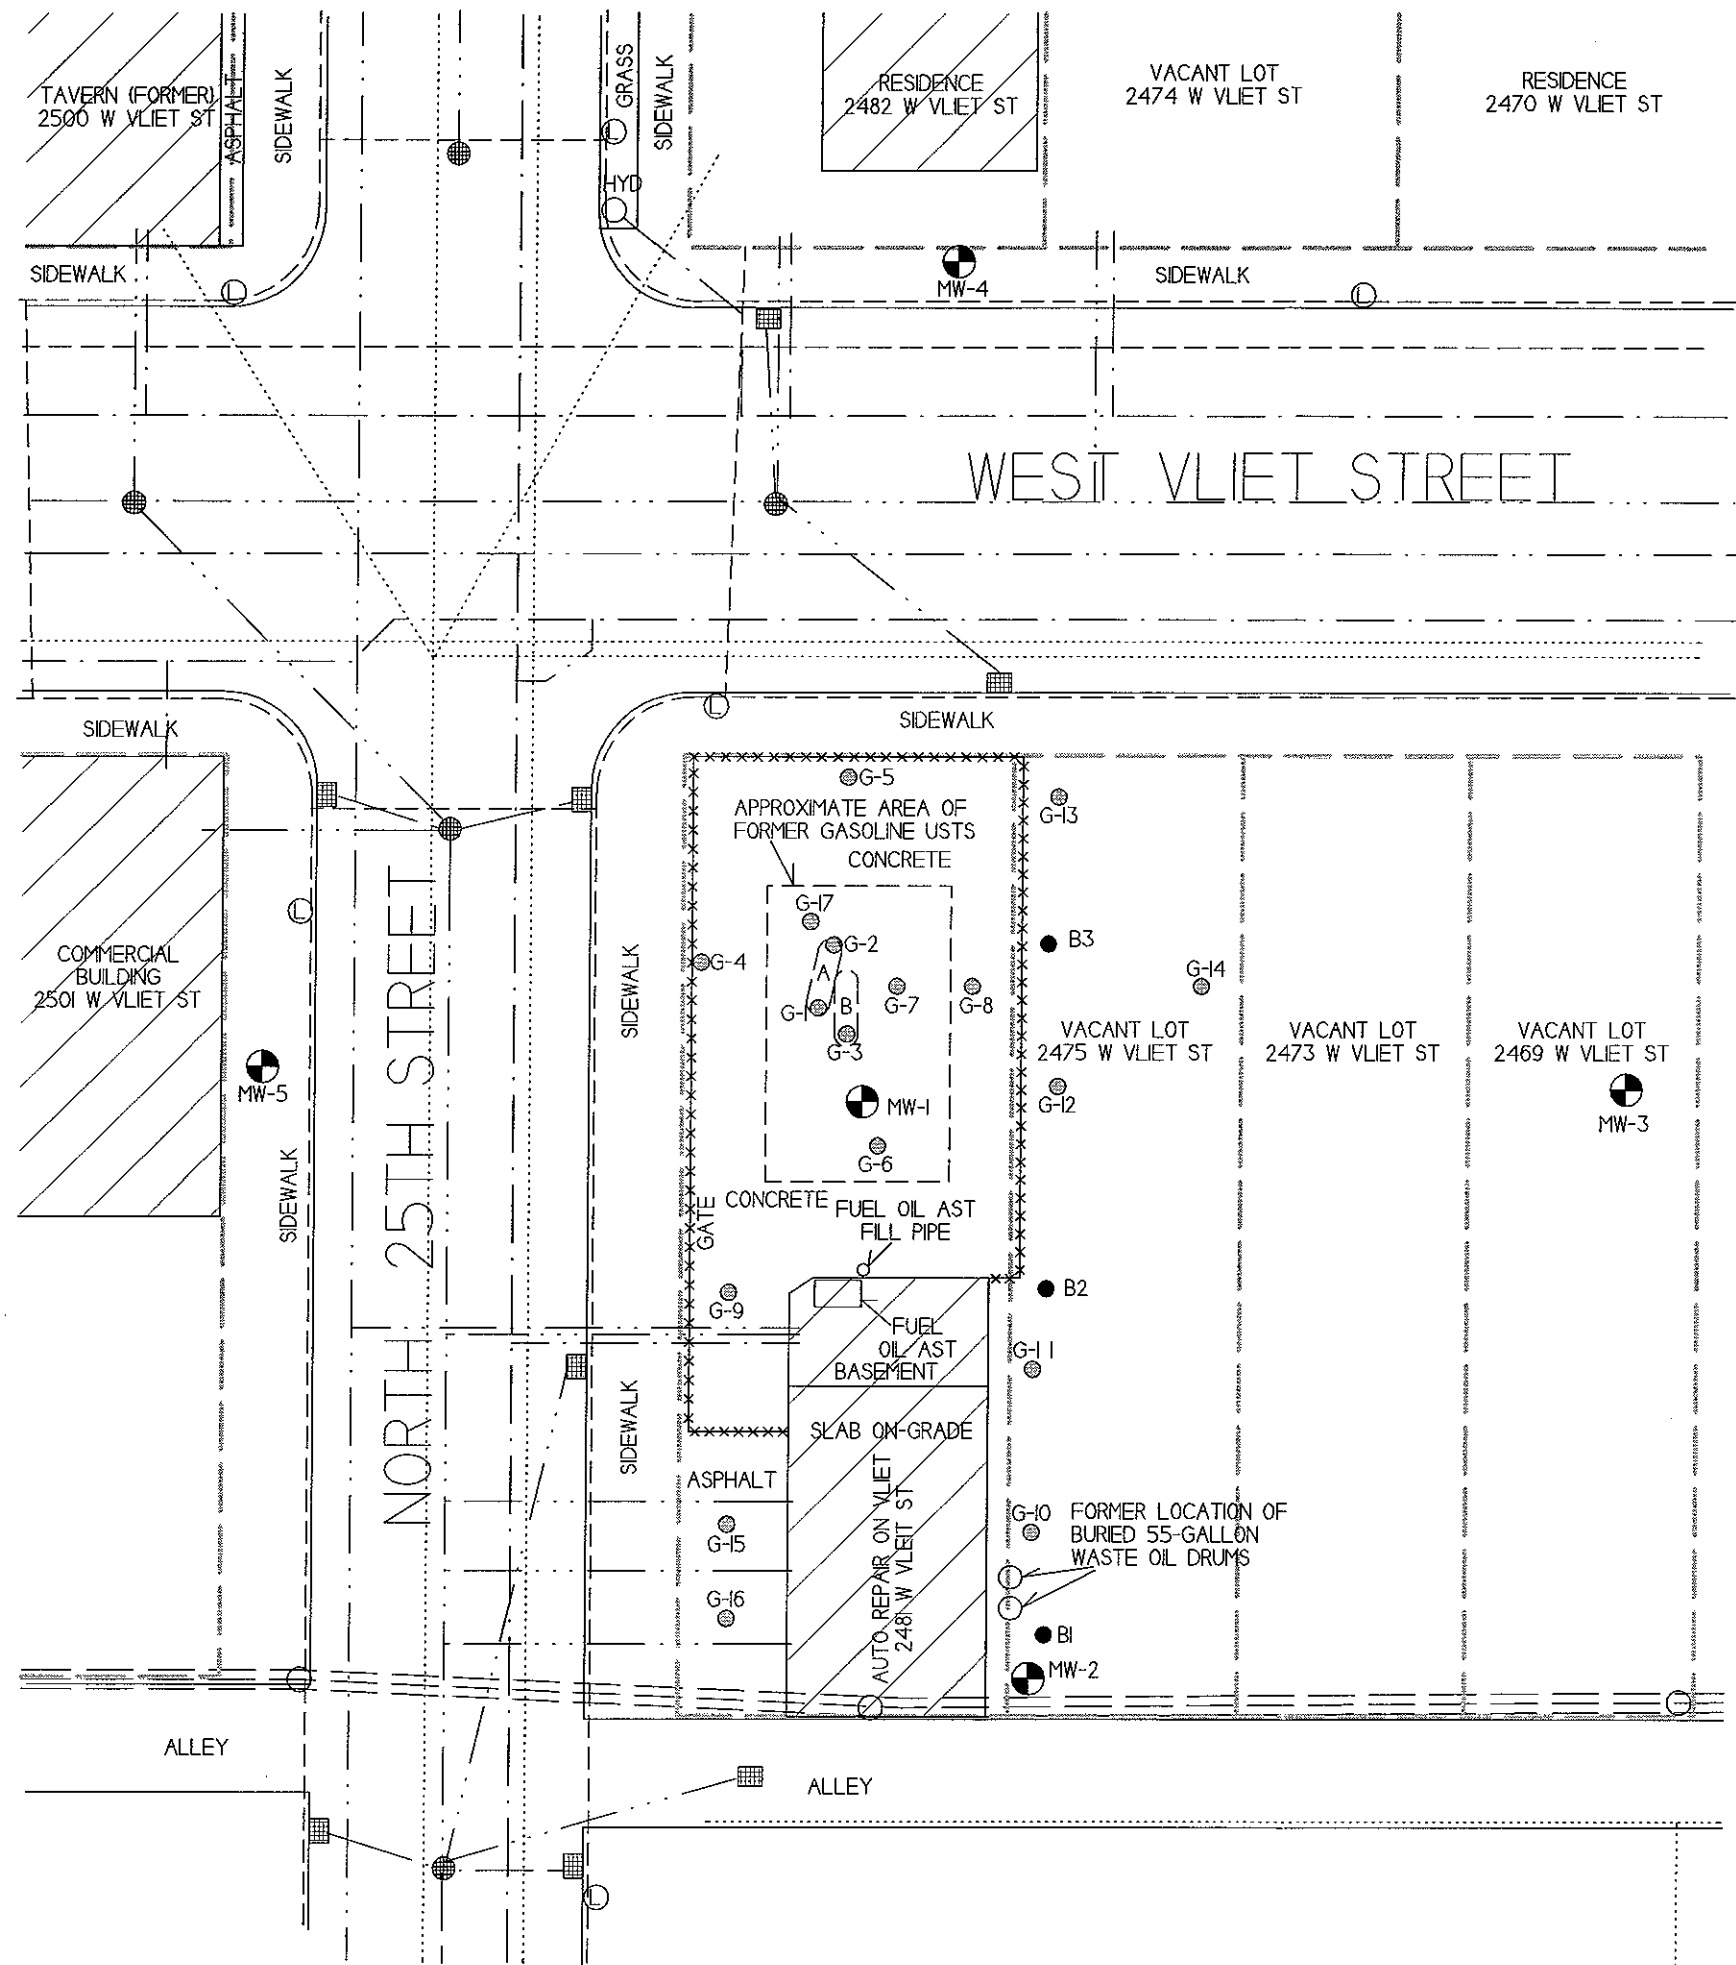 TAVERN (FORMER)
2500 W VLIET ST
ASPHALT
SIDEWALK
GRASS
SIDEWALK
HYD
L
RESIDENCE
2482 W VLIET ST
VACANT LOT
2474 W VLIET ST
RESIDENCE
2470 W VLIET ST
SIDEWALK
L
MW-4
SIDEWALK
L
WEST VLIET STREET
SIDEWALK
L
SIDEWALK
G-5
G-13
APPROXIMATE AREA OF
FORMER GASOLINE USTS
CONCRETE
L
G-17
G-2
G-4
A
B
G-1
G-3
G-7
G-8
B3
G-14
COMMERCIAL
BUILDING
2501 W VLIET ST
SIDEWALK
VACANT LOT
2475 W VLIET ST
VACANT LOT
2473 W VLIET ST
VACANT LOT
2469 W VLIET ST
MW-5
MW-1
G-12
MW-3
G-6
SIDEWALK
NORTH 25TH STREET
CONCRETE
GATE
FUEL OIL AST
FILL PIPE
G-9
B2
FUEL
OIL AST
BASEMENT
G-11
SIDEWALK
SLAB ON-GRADE
ASPHALT
AUTO REPAIR ON VLIET
2481 W VLEIT ST
G-10
FORMER LOCATION OF
BURIED 55-GALLON
WASTE OIL DRUMS
G-15
G-16
B1
MW-2
ALLEY
ALLEY
L